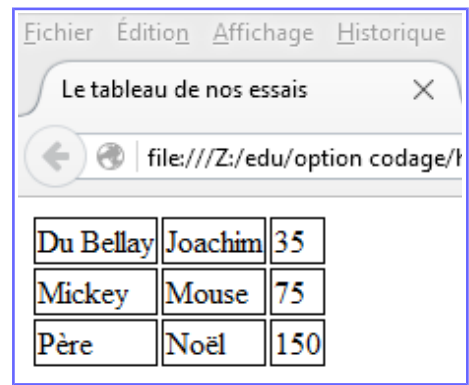 Fichier Édition Affichage Historique
Le tableau de nos essais
file:///Z:/edu/option codage/h
Du Bellay Joachim 35
Mickey Mouse 75
Père Noël 150